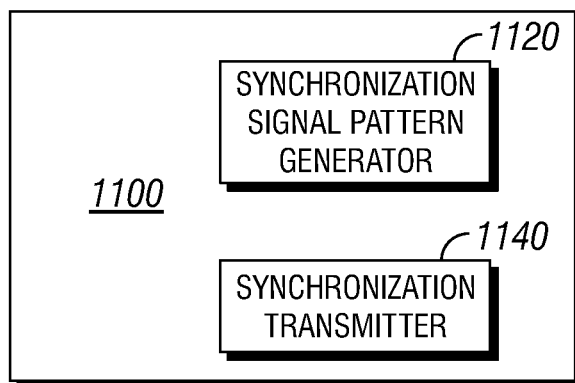 1120
SYNCHRONIZATION
SIGNAL PATTERN
GENERATOR
1100
1140
SYNCHRONIZATION
TRANSMITTER